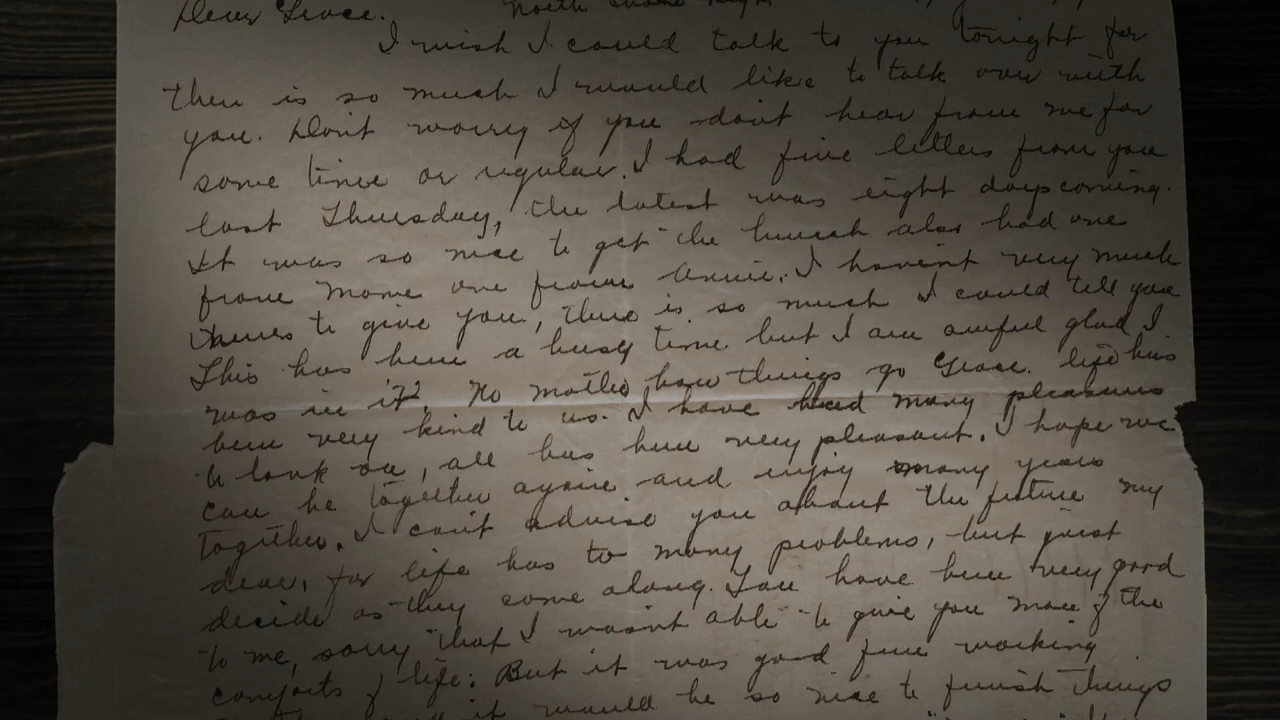 Dear Grace.
I wish I could talk to you tonight for
there is so much I would like to talk over with
you. Dont worry if you don't hear from me for
some time or regular. I had five letters from you
last Thursday, the latest was eight days coming.
It was so nice to get the bunch also had one
from Mome one from Annie. I haven't very much
news to give you, there is so much I could tell you
This has been a busy time but I am awful glad I
was in it. No matter how things go Grace. life has
been very kind to us. I have had many pleasures
to look on, all has been very pleasant. I hope we
can be together again and enjoy many years
together. I can't advise you about the future my
dear, for life has to many problems, but just
decide as they come along. You have been very good
to me, sorry that I wasn't able to give you more of the
comforts of life. But it was good fun working
it would be so nice to finish things